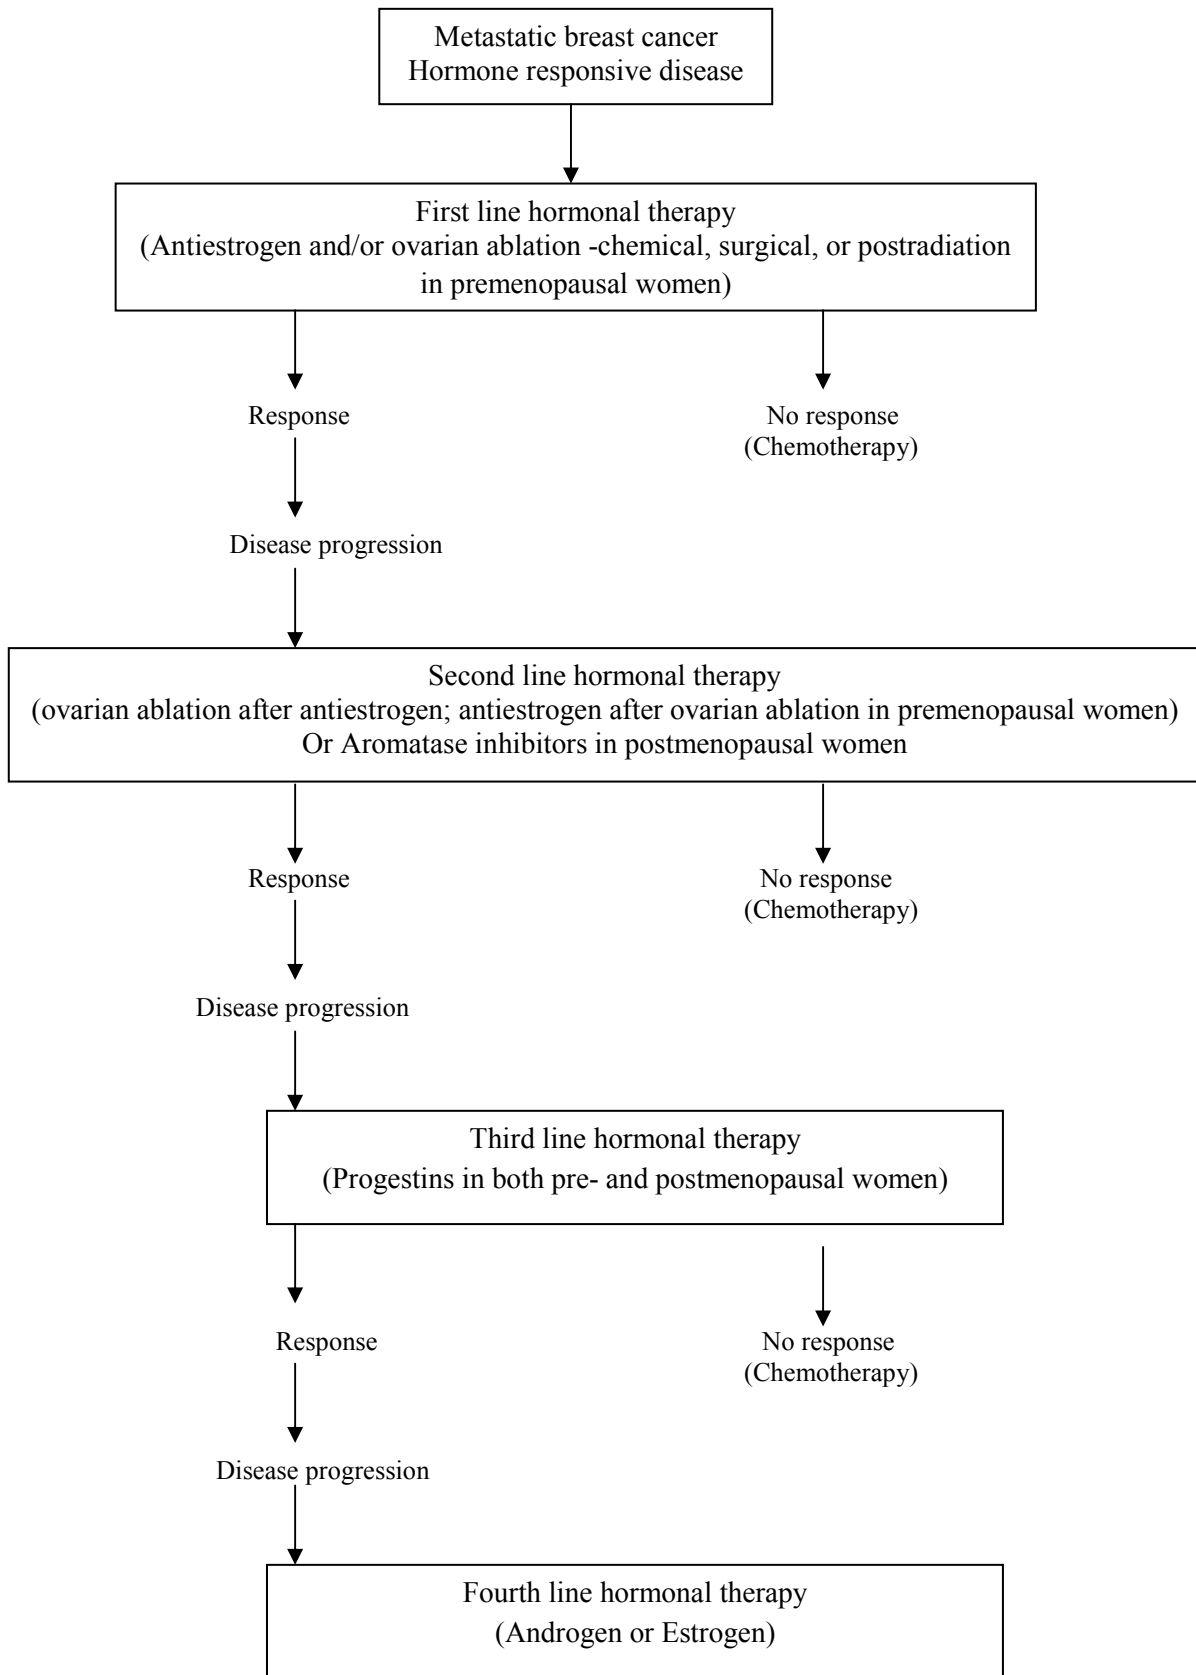 Metastatic breast cancer
Hormone responsive disease
First line hormonal therapy
(Antiestrogen and/or ovarian ablation -chemical, surgical, or postradiation
in premenopausal women)
Response
No response
(Chemotherapy)
Disease progression
Second line hormonal therapy
(ovarian ablation after antiestrogen; antiestrogen after ovarian ablation in premenopausal women)
Or Aromatase inhibitors in postmenopausal women
Response
No response
(Chemotherapy)
Disease progression
Third line hormonal therapy
(Progestins in both pre- and postmenopausal women)
Response
No response
(Chemotherapy)
Disease progression
Fourth line hormonal therapy
(Androgen or Estrogen)